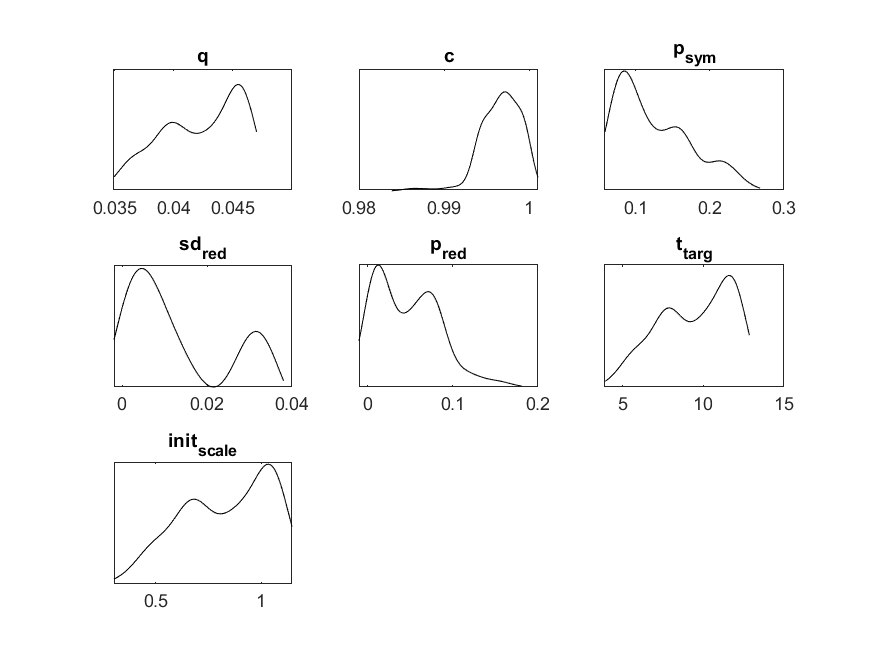 q c p_sym
0.035 0.04 0.045 0.98 0.99 1 0.1 0.2 0.3
sd_red p_red t_targ
0 0.02 0.04 0 0.1 0.2 5 10 15
init_scale
0.5 1